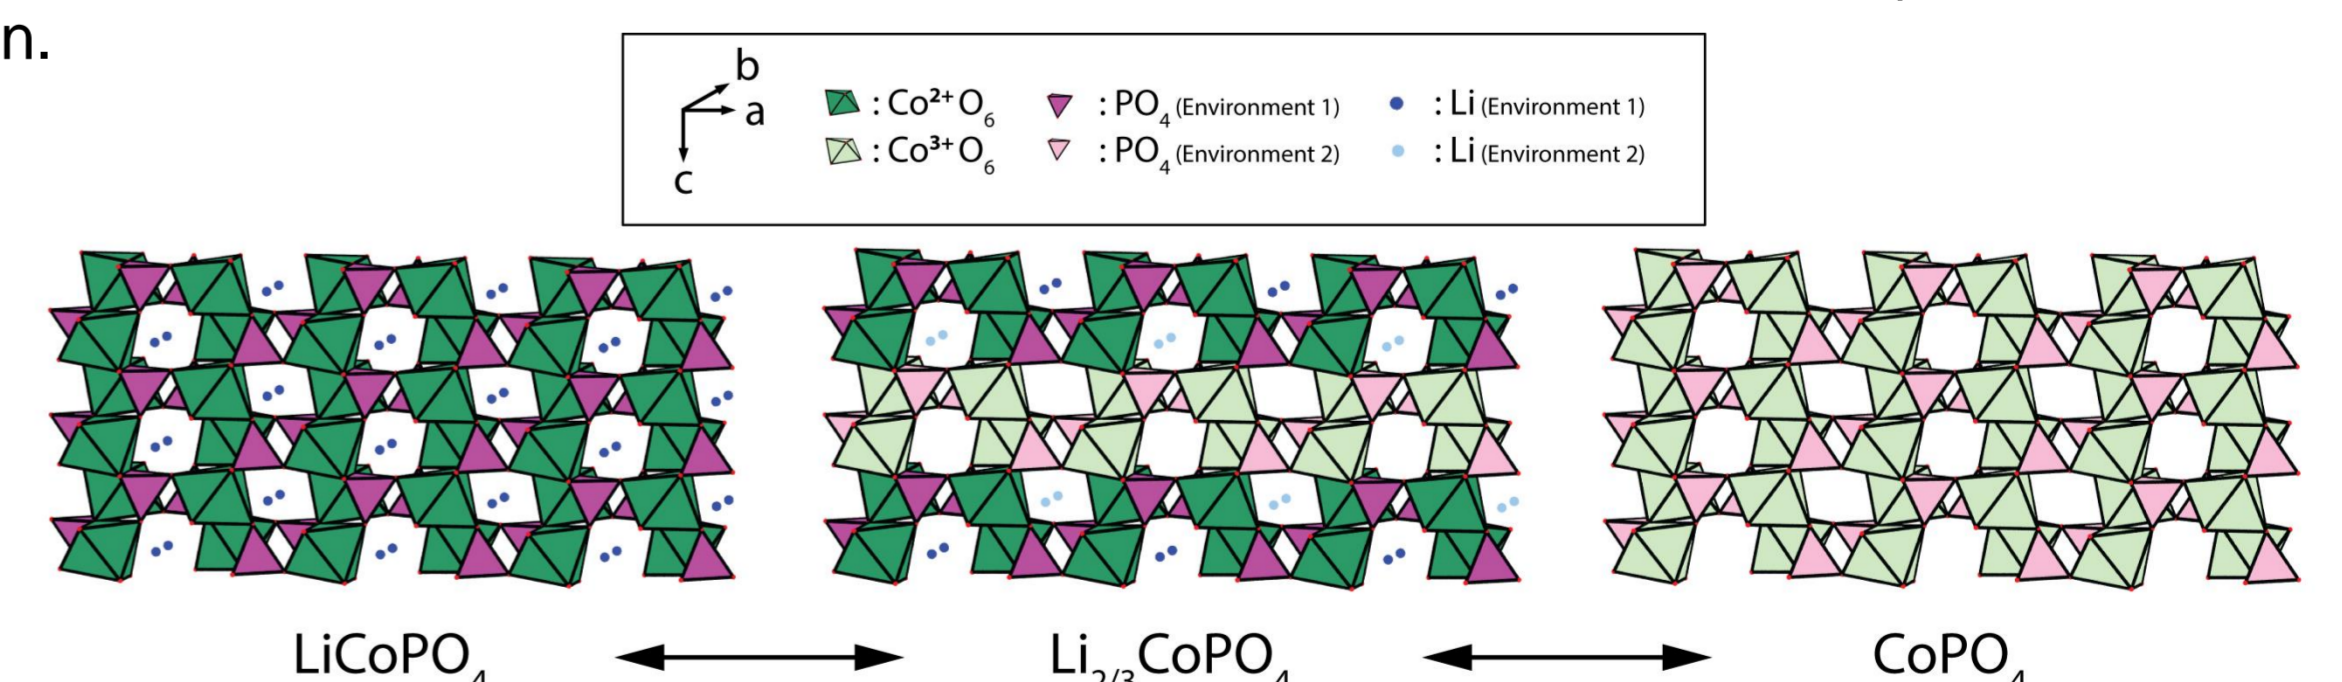 n.
b
a
c
: Co²⁺O₆ : PO₄ (Environment 1) : Li (Environment 1)
: Co³⁺O₆ : PO₄ (Environment 2) : Li (Environment 2)
LiCoPO₄ Li₂/₃CoPO₄ CoPO₄